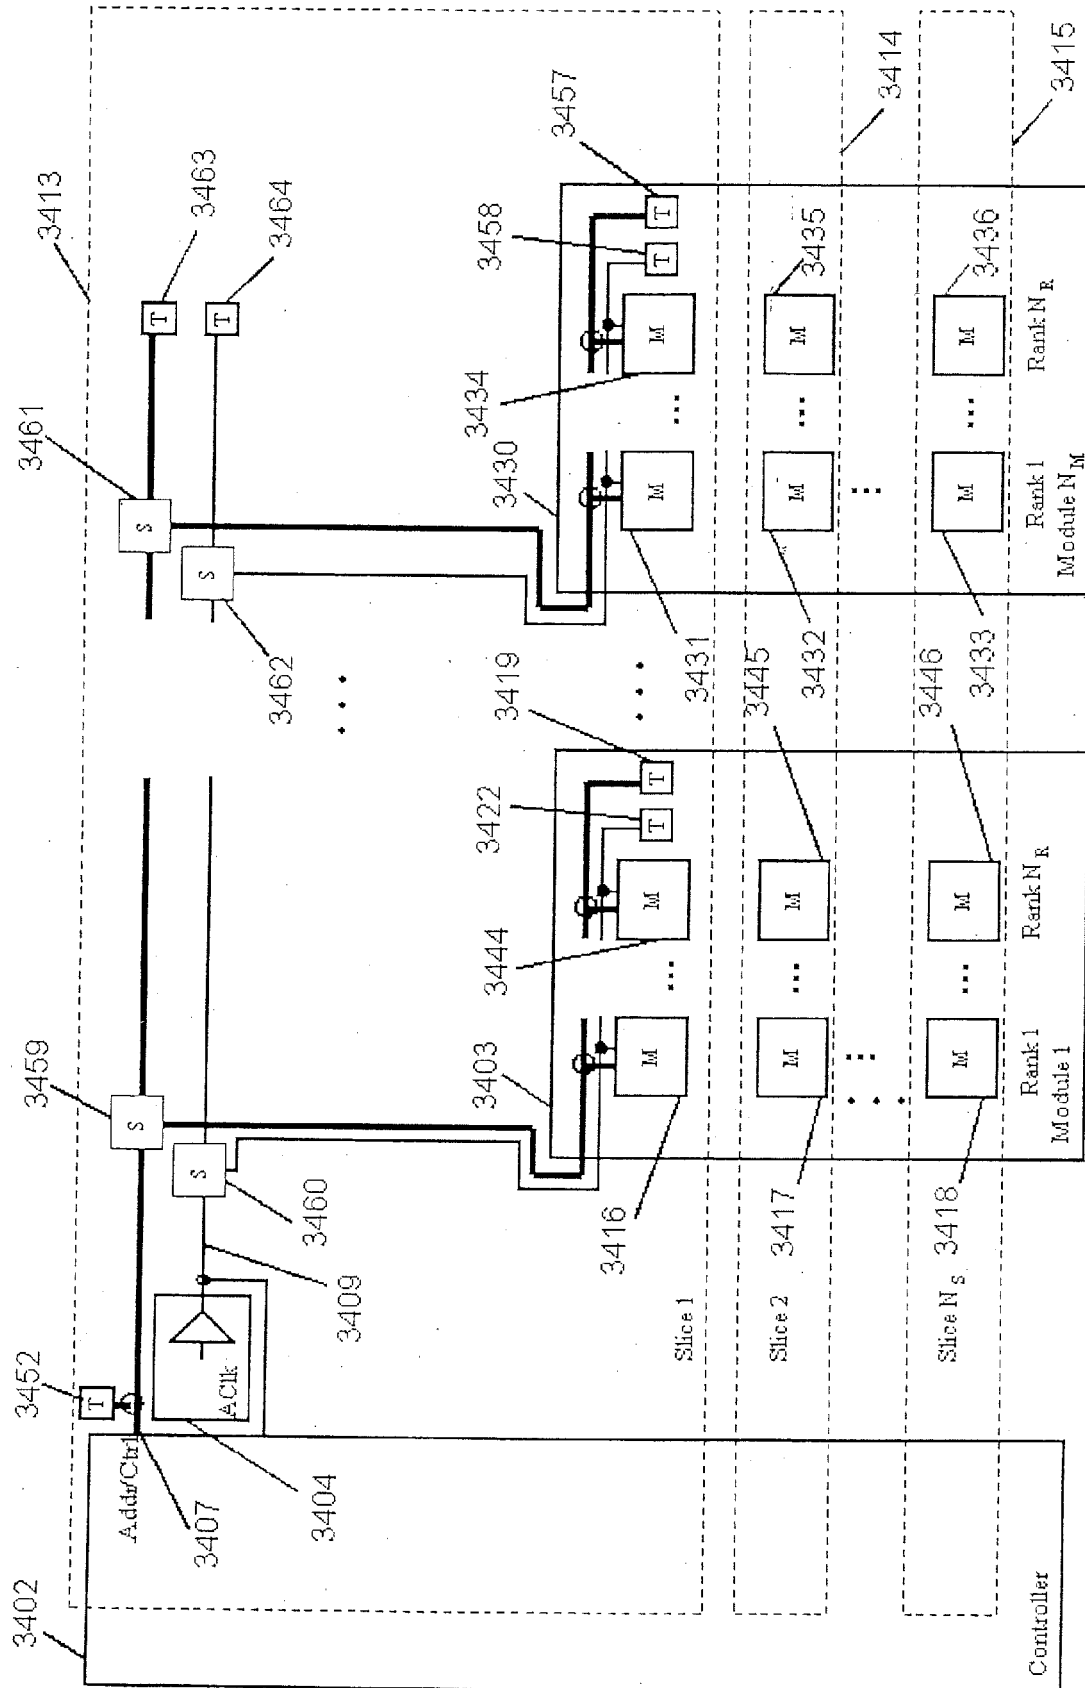 3402
3452
3459
3461
3413
3463
3464
T
Addr/Ctrl
S
S
T
T
3407
AClk
S
S
3404
3409
3460
3462
3403
3444
3422
3419
3430
3434
3458
3457
T
T
T
T
M
M
M
M
Slice 1
3416
3431
3414
3415
Slice 2
M
M
M
M
3417
3445
3432
3435
Slice N S
M
M
M
M
3418
3446
3433
3436
Rank 1
Rank N R
Rank 1
Rank N R
Module 1
Module N M
Controller